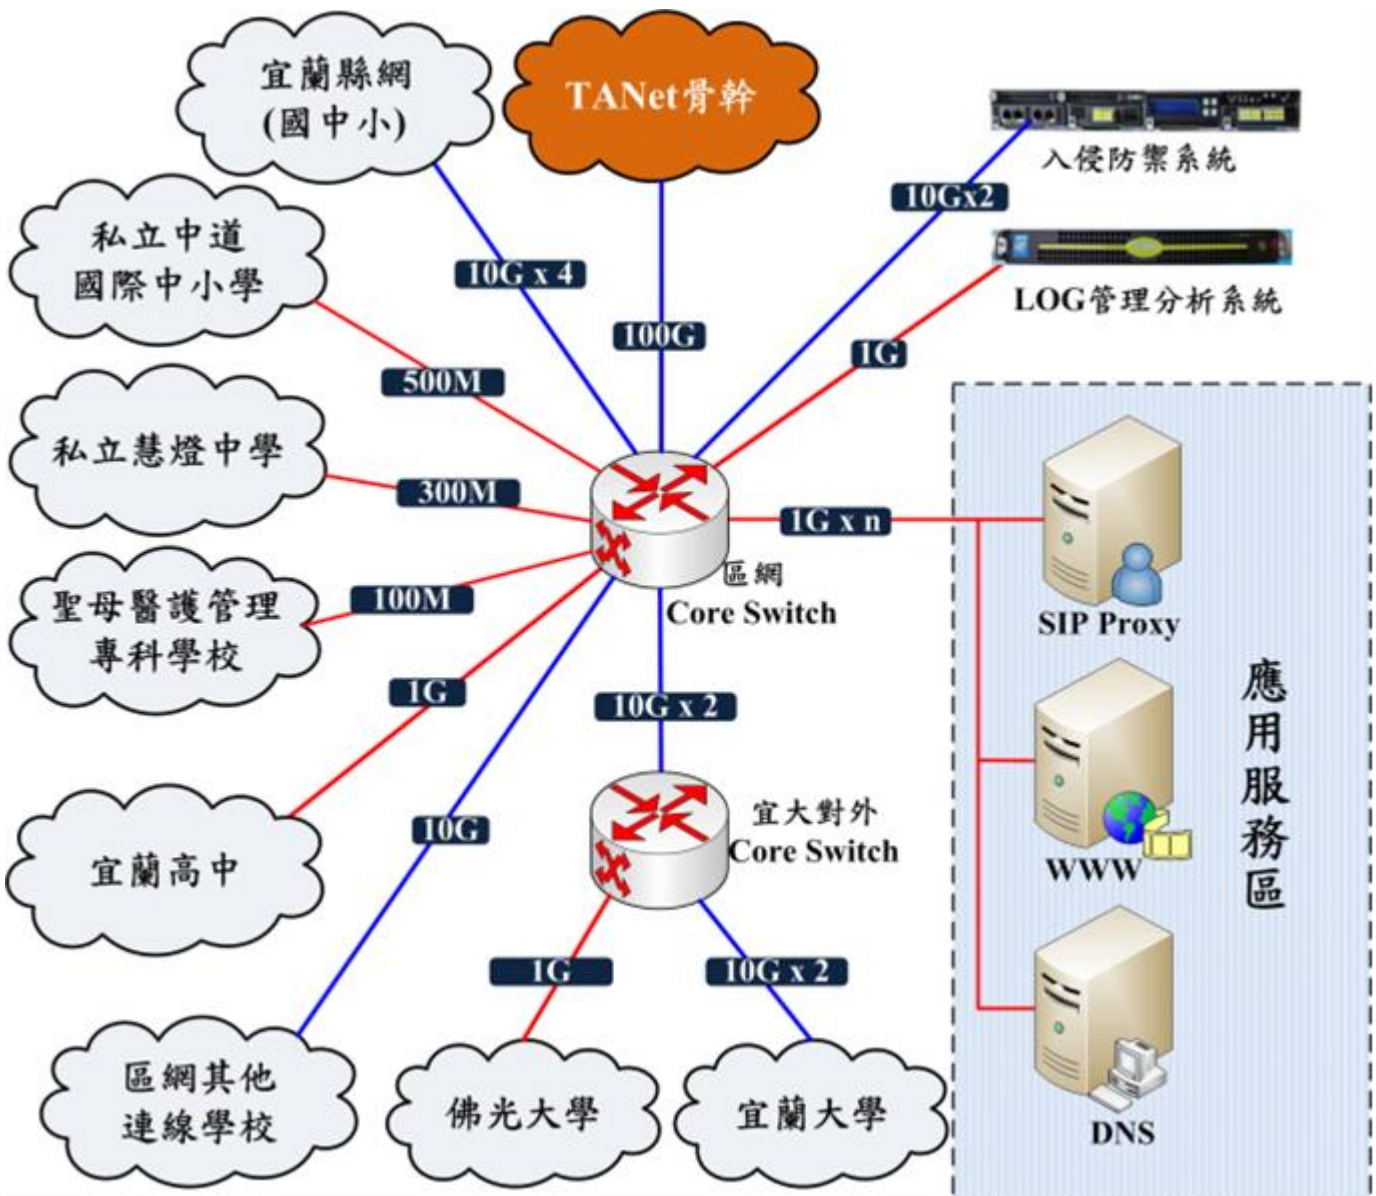 宜蘭縣網
(國中小)
TANet骨幹
入侵防禦系統
10Gx2
私立中道
國際中小學
10G x 4
LOG管理分析系統
100G
1G
500M
私立慧燈中學
300M
1G x n
區網
Core Switch
SIP Proxy
聖母醫護管理
專科學校
100M
1G
10G x 2
應用服務區
宜大對外
Core Switch
10G
WWW
宜蘭高中
1G
10G x 2
區網其他
連線學校
佛光大學
宜蘭大學
DNS